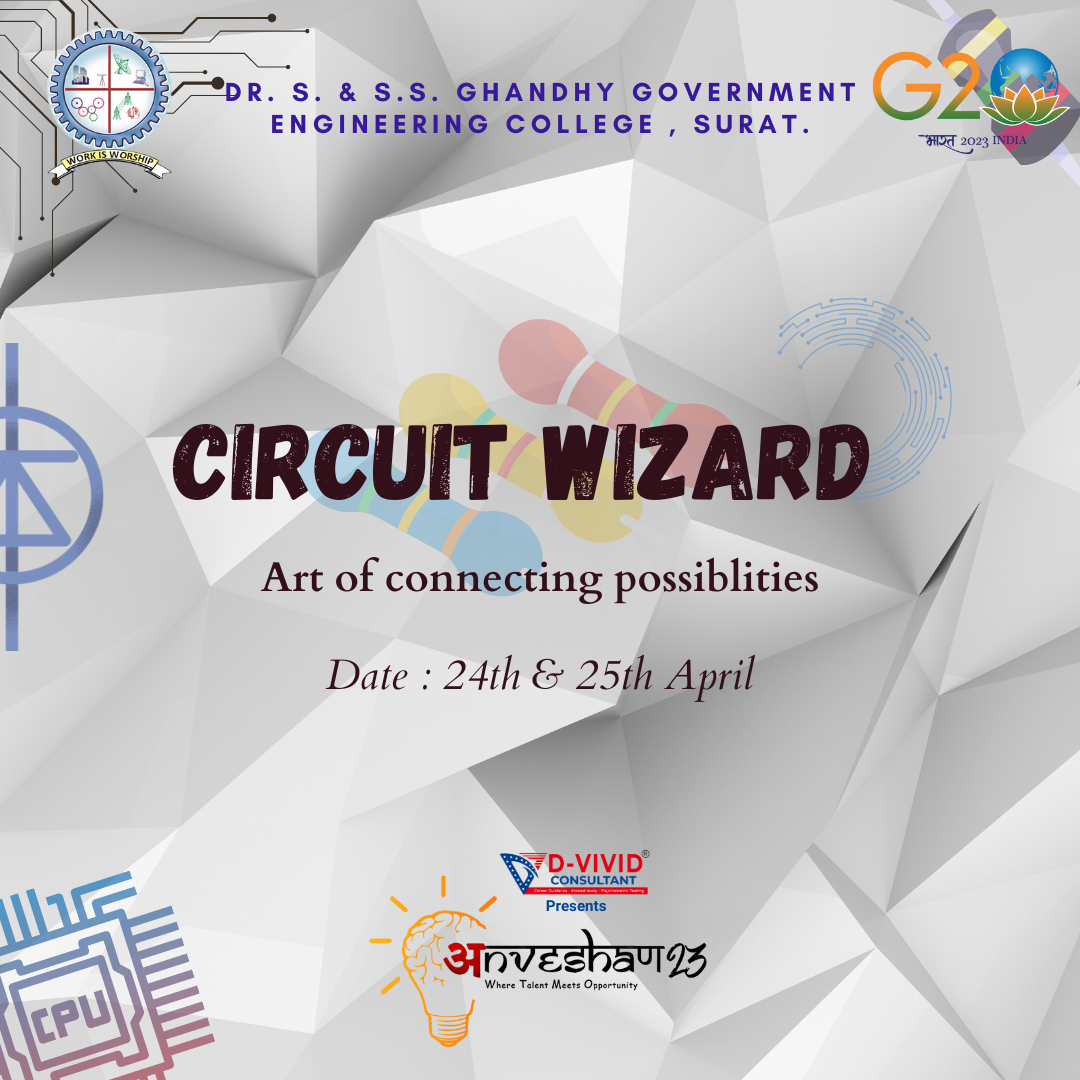 DR. S. & S.S. GHANDHY GOVERNMENT
ENGINEERING COLLEGE , SURAT.
WORK IS WORSHIP
G20
भारत 2023 INDIA
CIRCUIT WIZARD
Art of connecting possiblities
Date : 24th & 25th April
D-VIVID®
CONSULTANT
Presents
अnveshaण23
Where Talent Meets Opportunity
CPU